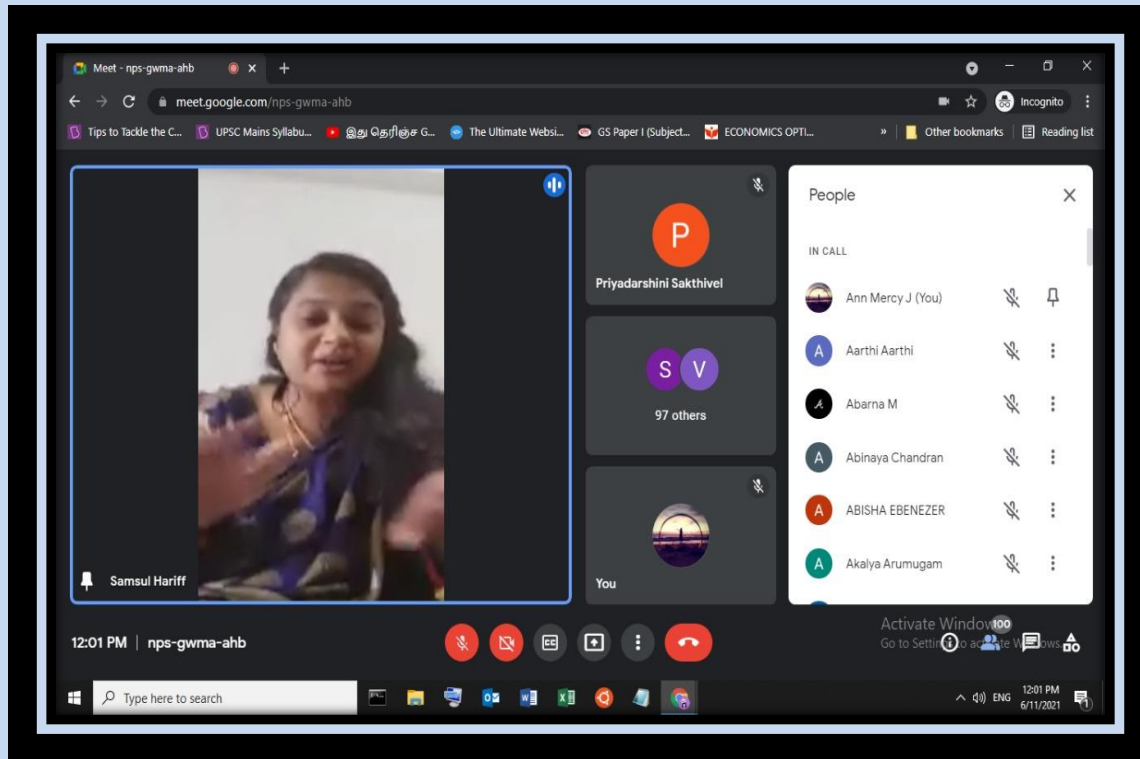 Meet - nps-gwma-ahb
meet.google.com/nps-gwma-ahb
Incognito
Tips to Tackle the C... UPSC Mains Syllabu... இது தெரிஞ்ச G... The Ultimate Websi... GS Paper I (Subject... ECONOMICS OPTI... » Other bookmarks Reading list
Samsul Hariff
P
Priyadarshini Sakthivel
S V
97 others
You
People
IN CALL
Ann Mercy J (You)
A Aarthi Aarthi
Abarna M
A Abinaya Chandran
A ABISHA EBENEZER
A Akalya Arumugam
12:01 PM | nps-gwma-ahb
CC
100
Activate Windows
Go to Settings to activate Windows.
Type here to search
ENG
12:01 PM
6/11/2021
1